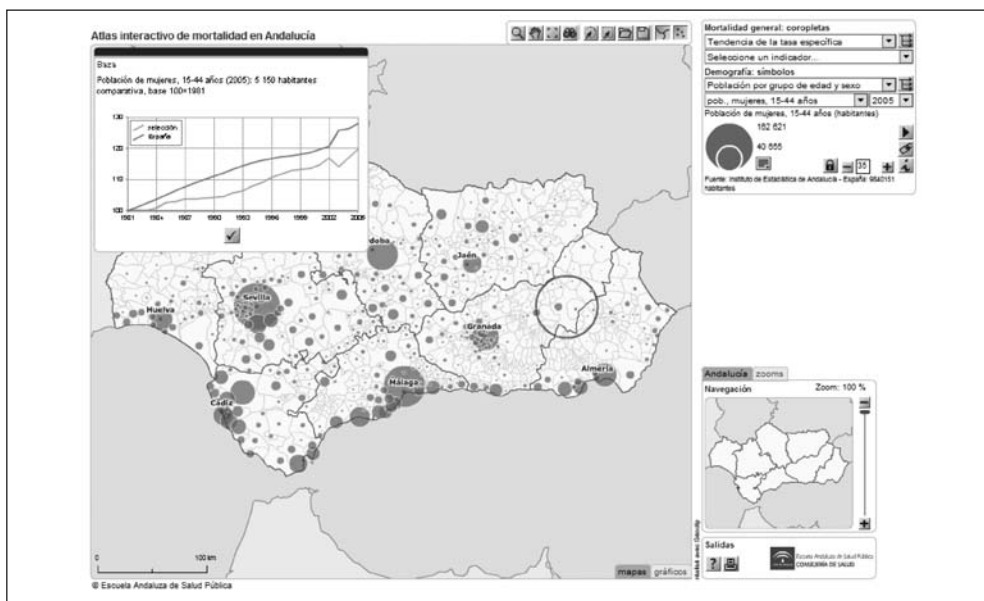 Atlas interactivo de mortalidad en Andalucía
Baza
Población de mujeres, 15-44 años (2005): 5 150 habitantes
comparativa, base 100=1981
selección
España
130
120
110
100
1981 1984 1987 1990 1993 1996 1999 2002 2005
Jaén
Sevilla
Huelva
Granada
Almería
Málaga
Cádiz
0 100 km
mapas gráficos
© Escuela Andaluza de Salud Pública
Mortalidad general: coropletas
Tendencia de la tasa específica
Seleccione un indicador...
Demografía: símbolos
Población por grupo de edad y sexo
pob., mujeres, 15-44 años 2005
Población de mujeres, 15-44 años (habitantes)
162 621
35
Fuente: Instituto de Estadística de Andalucía - España: 9640151
habitantes
Andalucía zooms
Navegación Zoom: 100 %
Salidas
Escuela Andaluza de Salud Pública
CONSEJERÍA DE SALUD